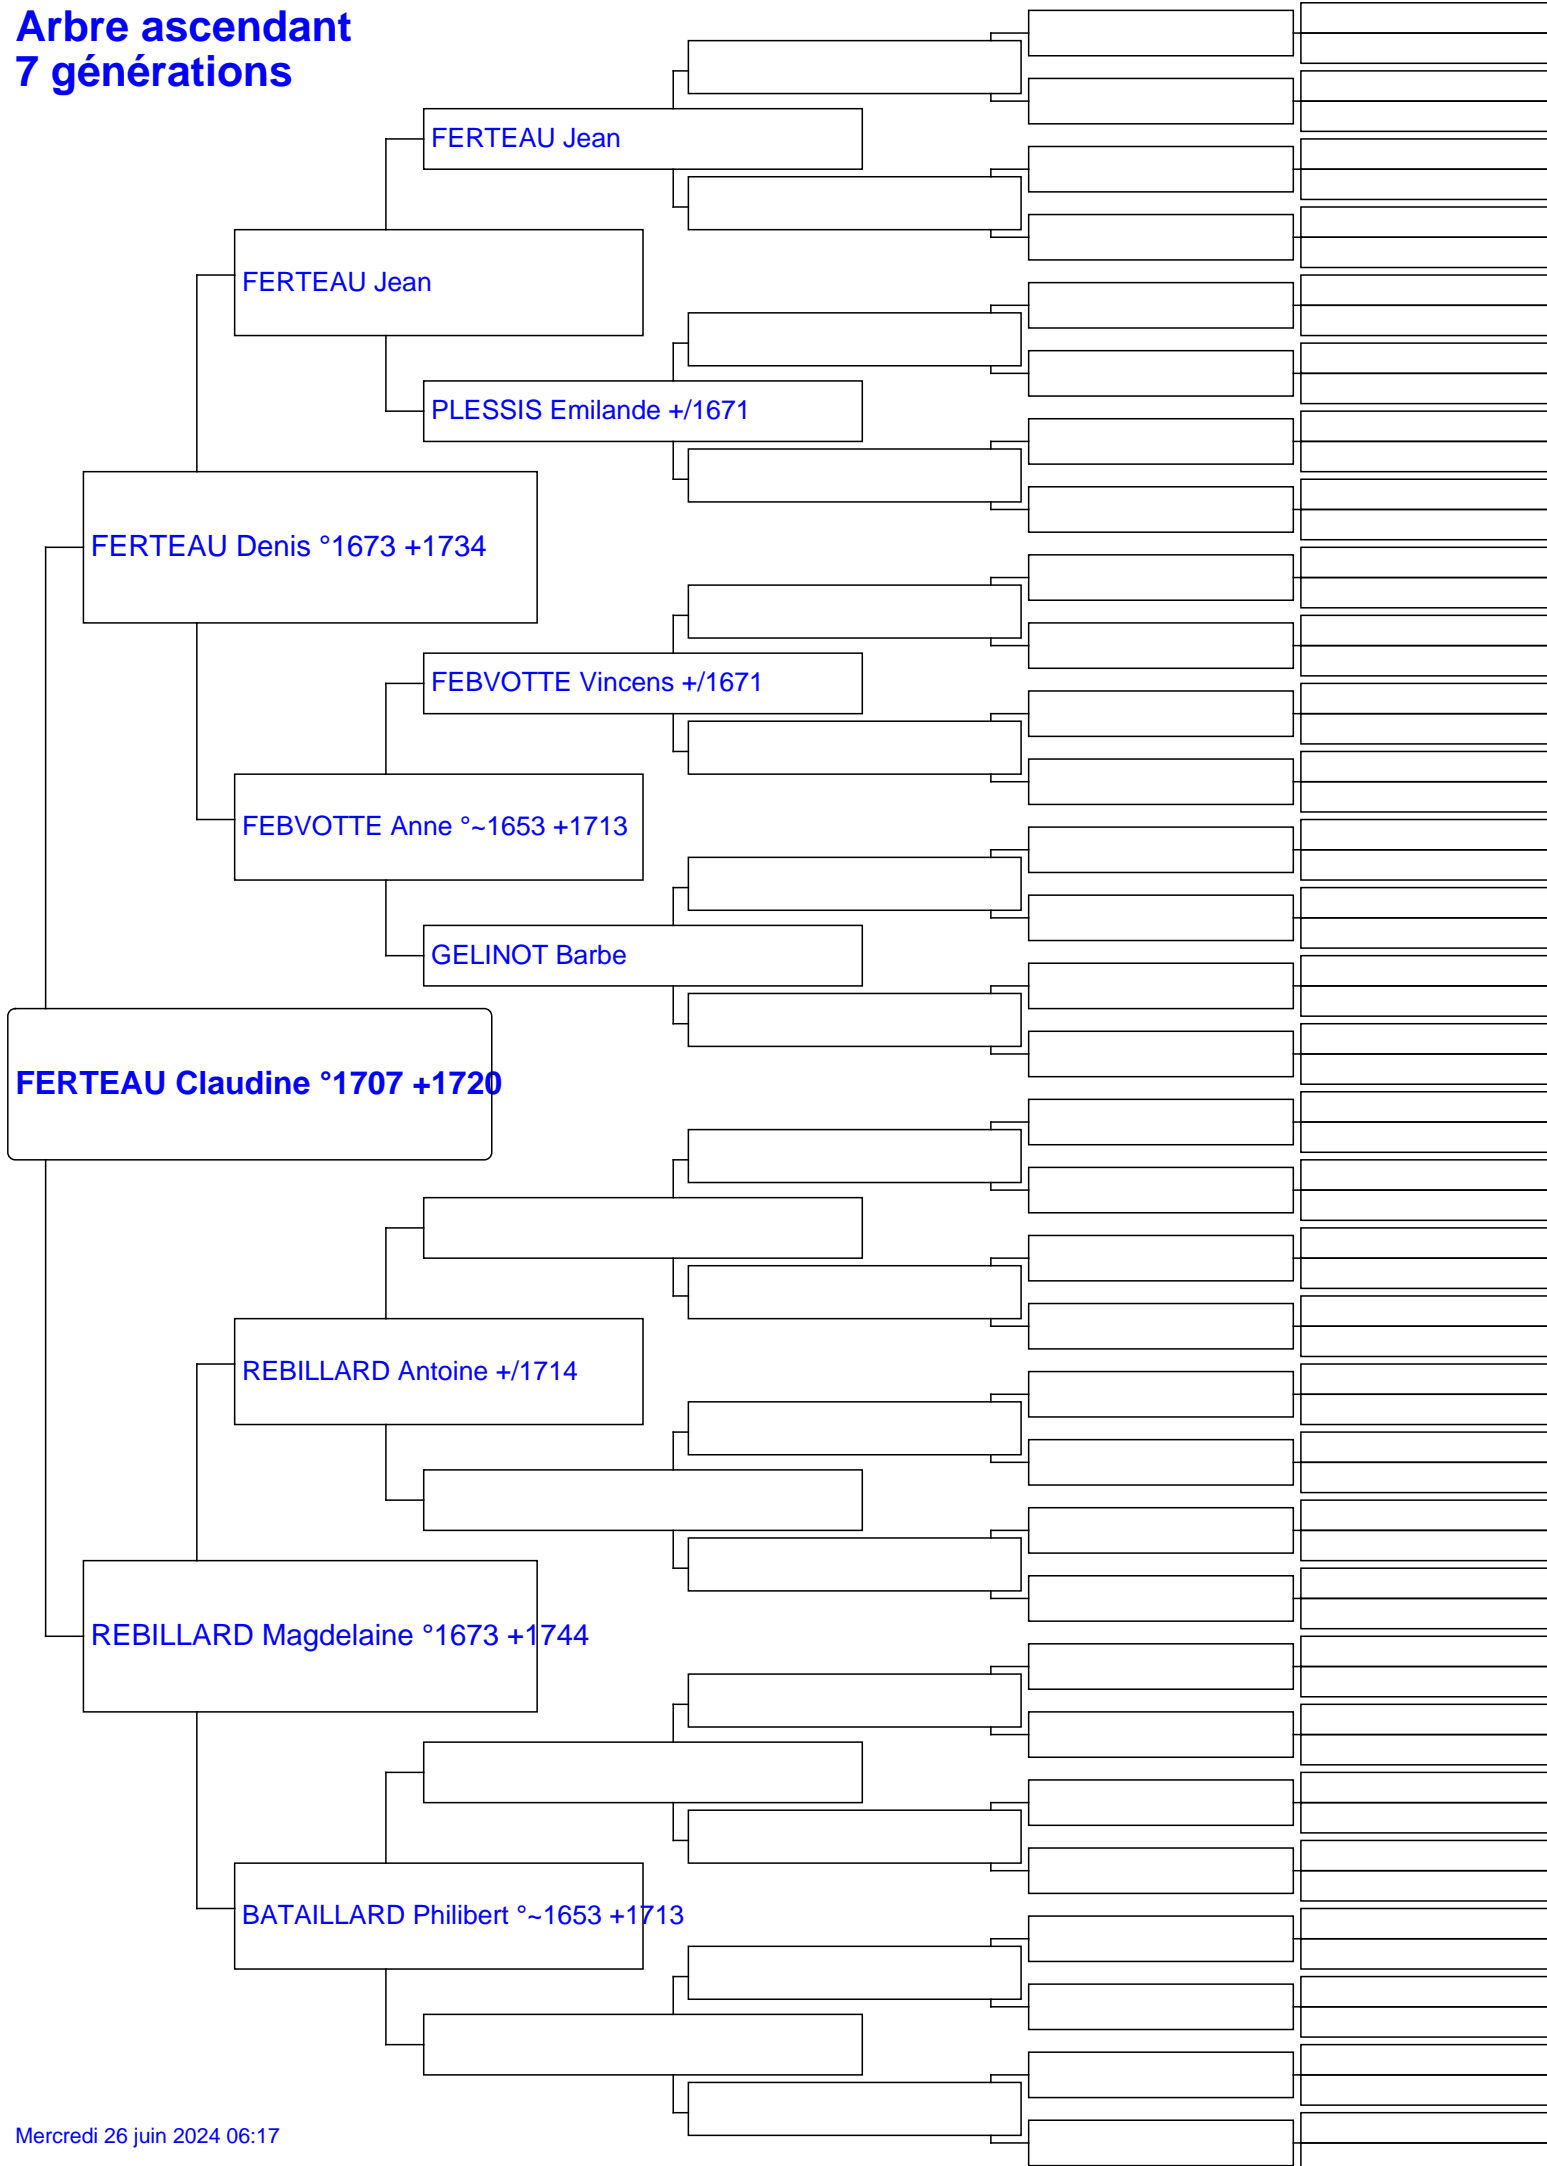 Arbre ascendant
7 générations
FERTEAU Jean
FERTEAU Jean
PLESSIS Emilande +/1671
FERTEAU Denis °1673 +1734
FEBVOTTE Vincens +/1671
FEBVOTTE Anne °~1653 +1713
GELINOT Barbe
FERTEAU Claudine °1707 +1720
REBILLARD Antoine +/1714
REBILLARD Magdelaine °1673 +1744
BATAILLARD Philibert °~1653 +1713
Mercredi 26 juin 2024 06:17